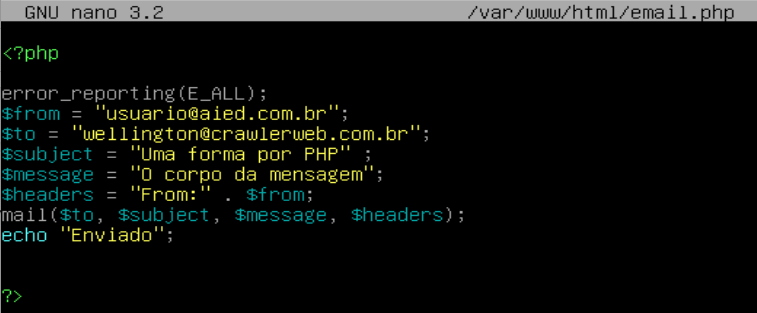 GNU nano 3.2 /var/www/html/email.php
<?php
error_reporting(E_ALL);
$from = "usuario@aied.com.br";
$to = "wellington@crawlerweb.com.br";
$subject = "Uma forma por PHP" ;
$message = "O corpo da mensagem";
$headers = "From:" . $from;
mail($to, $subject, $message, $headers);
echo "Enviado";
?>